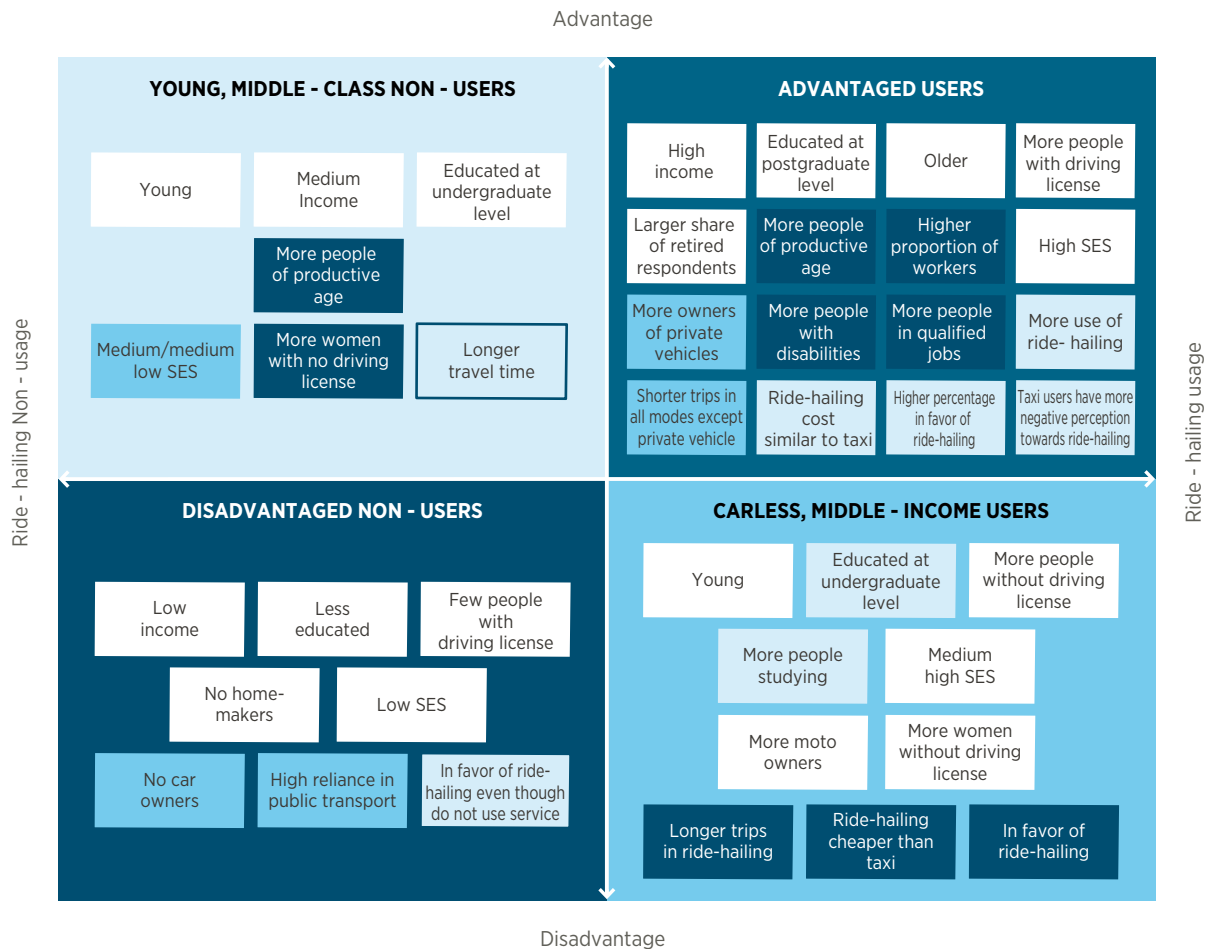 Advantage
YOUNG, MIDDLE - CLASS NON - USERS
Young
Medium
Income
Educated at
undergraduate
level
More people
of productive
age
Medium/medium
low SES
More women
with no driving
license
Longer
travel time
ADVANTAGED USERS
High
income
Educated at
postgraduate
level
Older
More people
with driving
license
Larger share
of retired
respondents
More people
of productive
age
Higher
proportion of
workers
High SES
More owners
of private
vehicles
More people
with
disabilities
More people
in qualified
jobs
More use of
ride- hailing
Shorter trips in
all modes except
private vehicle
Ride-hailing
cost
similar to taxi
Higher percentage
in favor of
ride-hailing
Taxi users have more
negative perception
towards ride-hailing
Ride - hailing Non - usage
Ride - hailing usage
DISADVANTAGED NON - USERS
Low
income
Less
educated
Few people
with
driving license
No home-
makers
Low SES
No car
owners
High reliance in
public transport
In favor of ride-
hailing even though
do not use service
CARLESS, MIDDLE - INCOME USERS
Young
Educated at
undergraduate
level
More people
without driving
license
More people
studying
Medium
high SES
More moto
owners
More women
without driving
license
Longer trips
in ride-hailing
Ride-hailing
cheaper than
taxi
In favor of
ride-hailing
Disadvantage